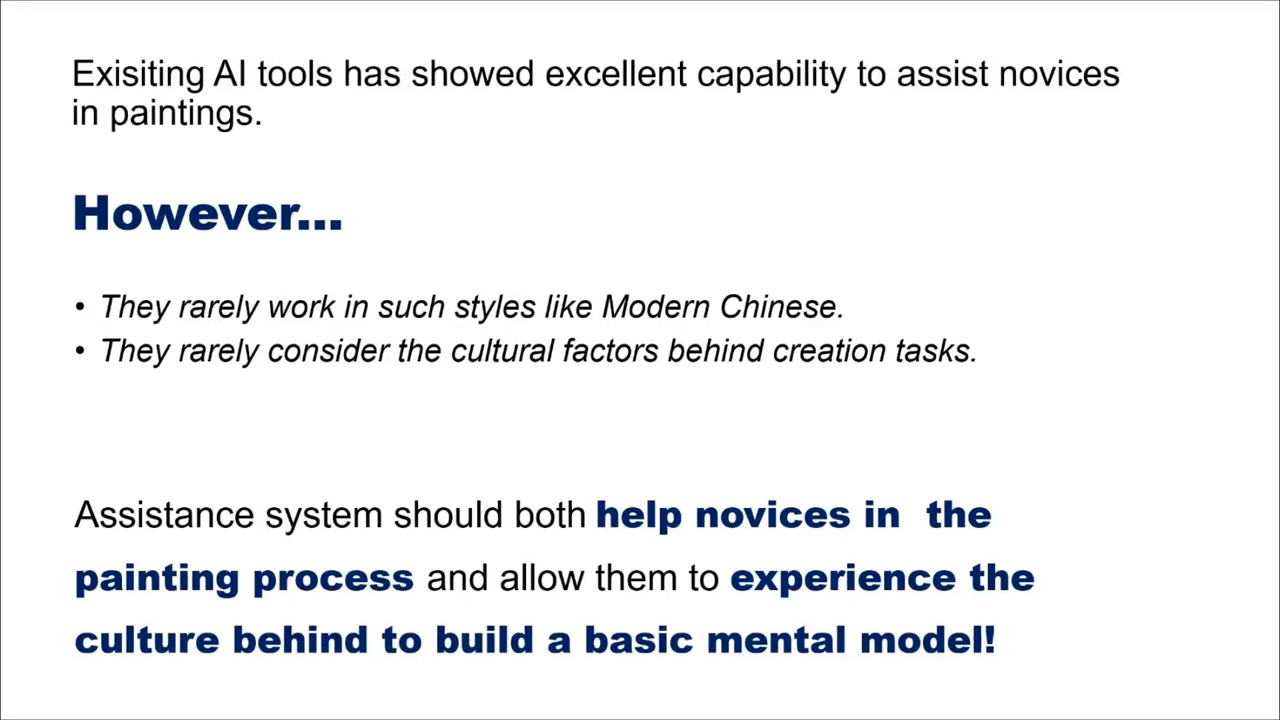 Exisiting AI tools has showed excellent capability to assist novices
in paintings.
However...
• They rarely work in such styles like Modern Chinese.
• They rarely consider the cultural factors behind creation tasks.
Assistance system should both help novices in  the
painting process and allow them to experience the
culture behind to build a basic mental model!